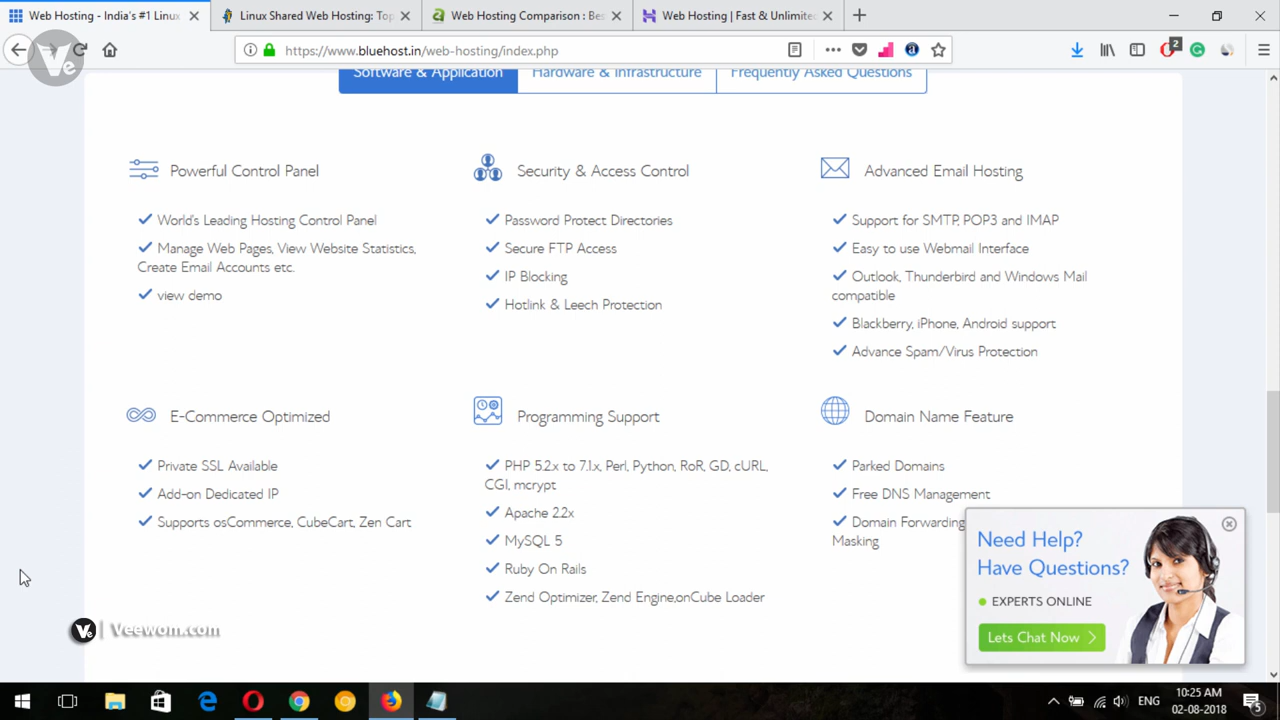 Web Hosting - India's #1 Linux
Linux Shared Web Hosting: Top
Web Hosting Comparison : Bes
Web Hosting | Fast & Unlimited
https://www.bluehost.in/web-hosting/index.php
2
Ve
Software & Application
Hardware & Infrastructure
Frequently Asked Questions
Powerful Control Panel
World's Leading Hosting Control Panel
Manage Web Pages, View Website Statistics,
Create Email Accounts etc.
view demo
Security & Access Control
Password Protect Directories
Secure FTP Access
IP Blocking
Hotlink & Leech Protection
Advanced Email Hosting
Support for SMTP, POP3 and IMAP
Easy to use Webmail Interface
Outlook, Thunderbird and Windows Mail
compatible
Blackberry, iPhone, Android support
Advance Spam/Virus Protection
E-Commerce Optimized
Private SSL Available
Add-on Dedicated IP
Supports osCommerce, CubeCart, Zen Cart
Programming Support
PHP 5.2.x to 7.1.x, Perl, Python, RoR, GD, cURL,
CGI, mcrypt
Apache 2.2x
MySQL 5
Ruby On Rails
Zend Optimizer, Zend Engine,onCube Loader
Domain Name Feature
Parked Domains
Free DNS Management
Domain Forwarding
Masking
Need Help?
Have Questions?
EXPERTS ONLINE
Lets Chat Now
Ve Veewom.com
ENG
10:25 AM
02-08-2018
5